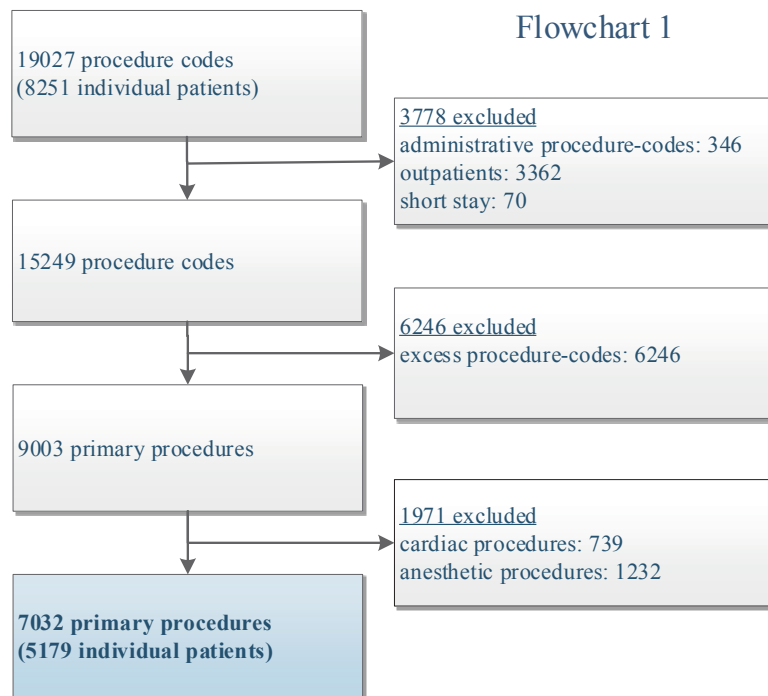 Flowchart 1
19027 procedure codes
(8251 individual patients)
3778 excluded
administrative procedure-codes: 346
outpatients: 3362
short stay: 70
15249 procedure codes
6246 excluded
excess procedure-codes: 6246
9003 primary procedures
1971 excluded
cardiac procedures: 739
anesthetic procedures: 1232
7032 primary procedures
(5179 individual patients)